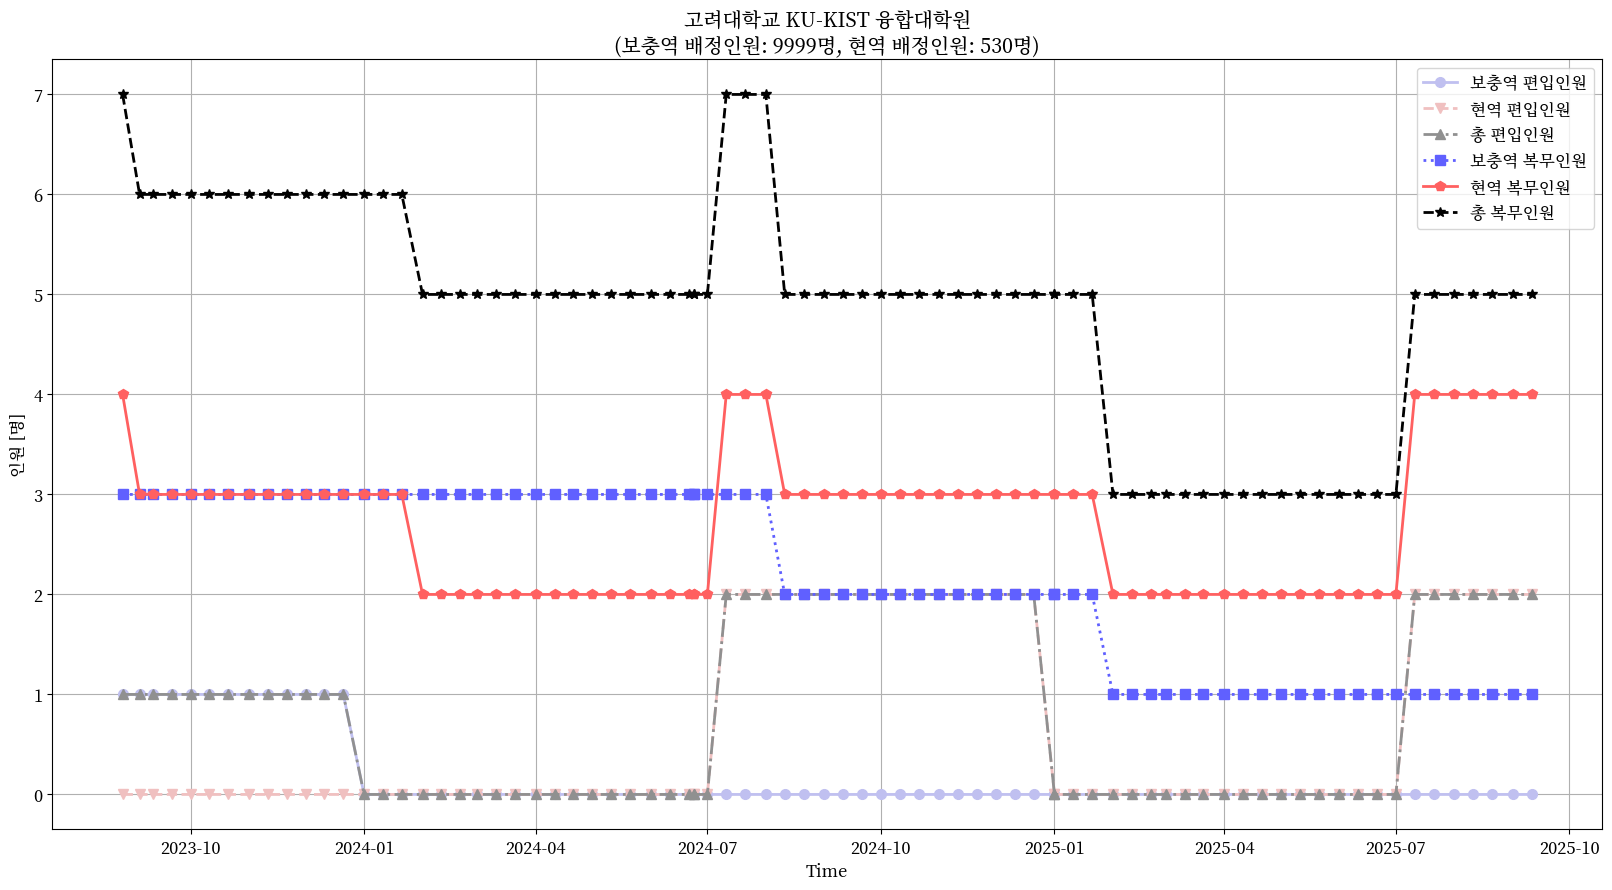 고려대학교 KU-KIST 융합대학원
(보충역 배정인원: 9999명, 현역 배정인원: 530명)
보충역 편입인원
현역 편입인원
총 편입인원
보충역 복무인원
현역 복무인원
총 복무인원
인원 [명]
7
6
5
4
3
2
1
0
2023-10
2024-01
2024-04
2024-07
2024-10
2025-01
2025-04
2025-07
2025-10
Time